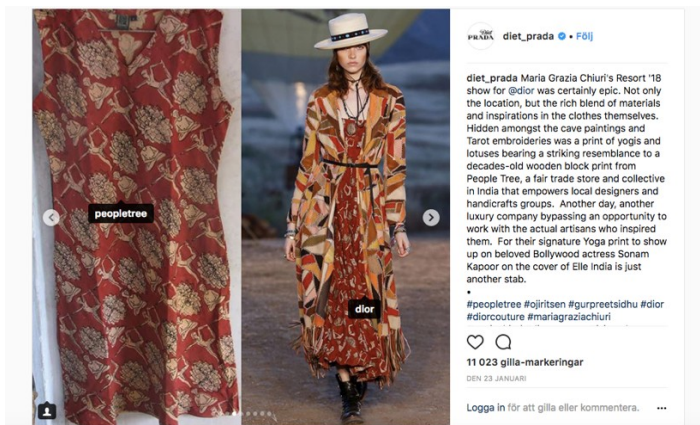 peopletree
dior
PRADA
diet_prada • Följ
diet_prada Maria Grazia Chiuri's Resort '18
show for @dior was certainly epic. Not only
the location, but the rich blend of materials
and inspirations in the clothes themselves.
Hidden amongst the cave paintings and
Tarot embroideries was a print of yogis and
lotuses bearing a striking resemblance to a
decades-old wooden block print from
People Tree, a fair trade store and collective
in India that empowers local designers and
handicrafts groups. Another day, another
luxury company bypassing an opportunity to
work with the actual artisans who inspired
them. For their signature Yoga print to show
up on beloved Bollywood actress Sonam
Kapoor on the cover of Elle India is just
another stab.
•
#peopletree #ojiritsen #gurpreetsidhu #dior
#diorcouture #mariagraziachiuri
11 023 gilla-markeringar
DEN 23 JANUARI
Logga in för att gilla eller kommentera.